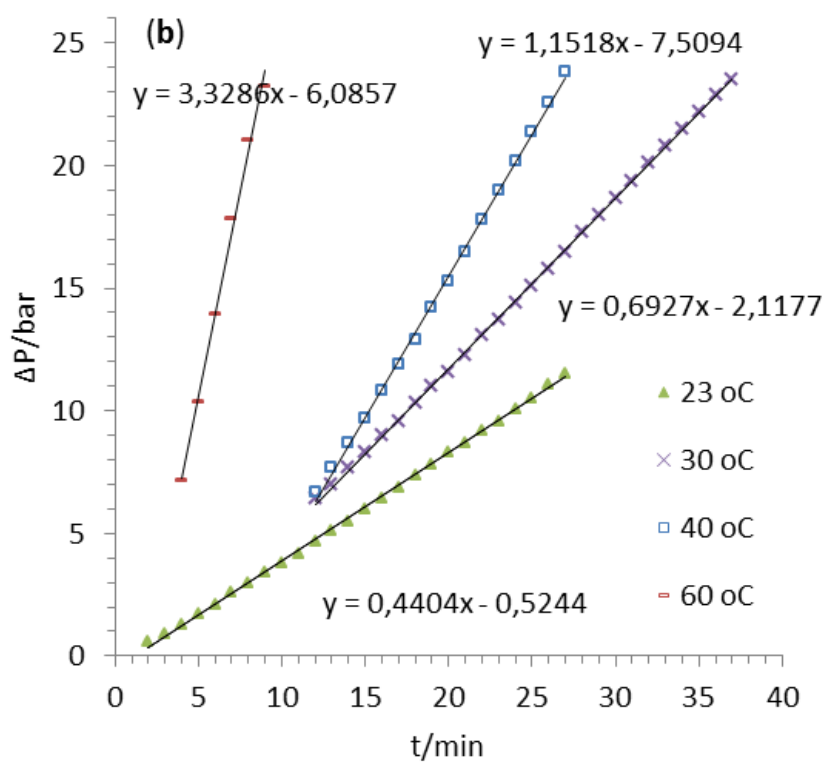 (b)
y = 1,1518x - 7,5094
y = 3,3286x - 6,0857
25
20
15
10
5
0
ΔP/bar
y = 0,6927x - 2,1177
23 oC
30 oC
40 oC
60 oC
y = 0,4404x - 0,5244
0 5 10 15 20 25 30 35 40
t/min